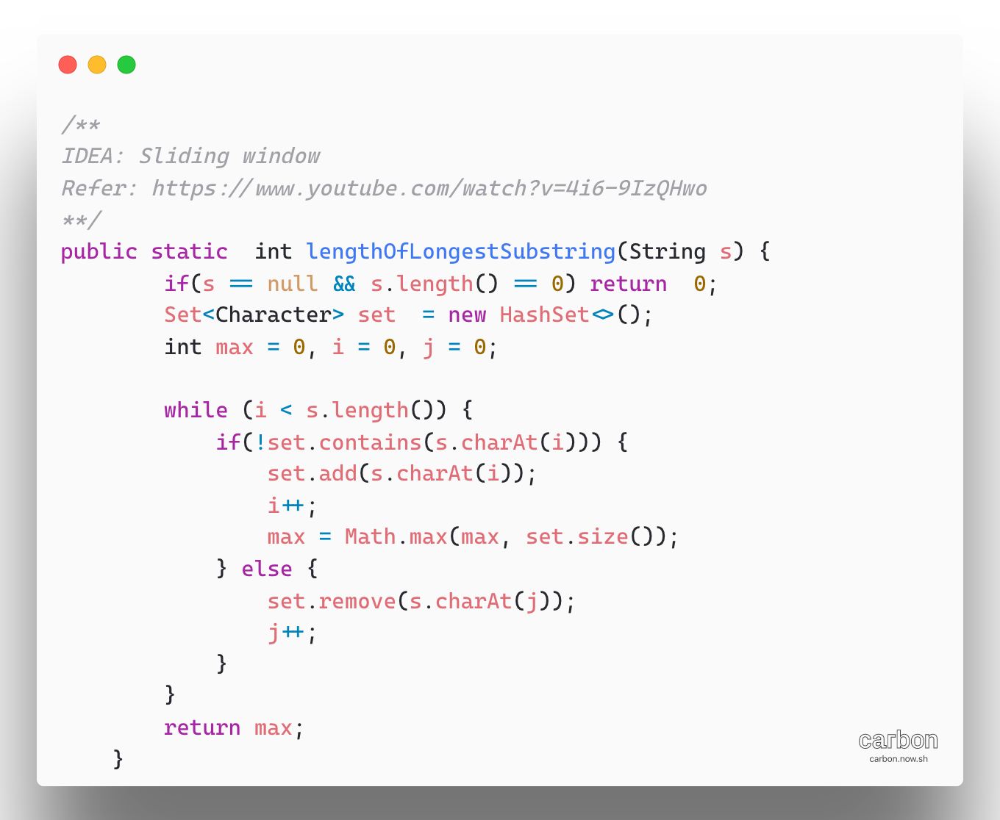 /**
IDEA: Sliding window
Refer: https://www.youtube.com/watch?v=4i6-9IzQHwo
**/
public static  int lengthOfLongestSubstring(String s) {
        if(s == null && s.length() == 0) return  0;
        Set<Character> set  = new HashSet<>();
        int max = 0, i = 0, j = 0;

        while (i < s.length()) {
            if(!set.contains(s.charAt(i))) {
                set.add(s.charAt(i));
                i++;
                max = Math.max(max, set.size());
            } else {
                set.remove(s.charAt(j));
                j++;
            }
        }
        return max;
    }
carbon
carbon.now.sh